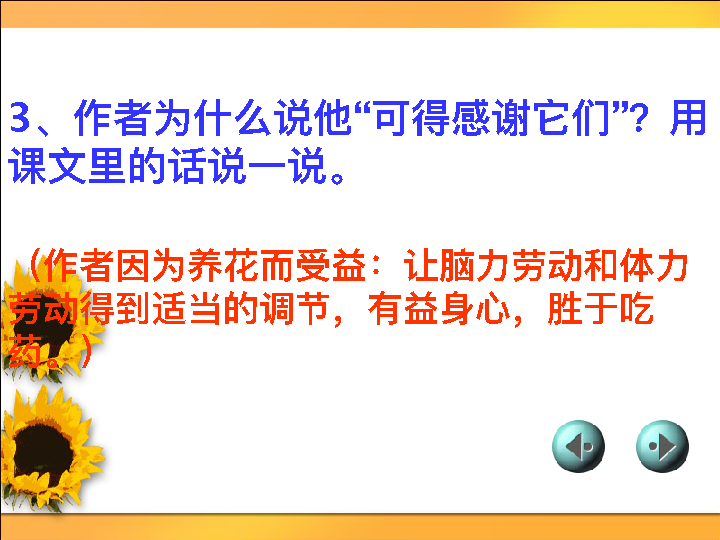 3、作者为什么说他“可得感谢它们”？用
课文里的话说一说。
（作者因为养花而受益：让脑力劳动和体力
劳动得到适当的调节，有益身心，胜于吃
药。）